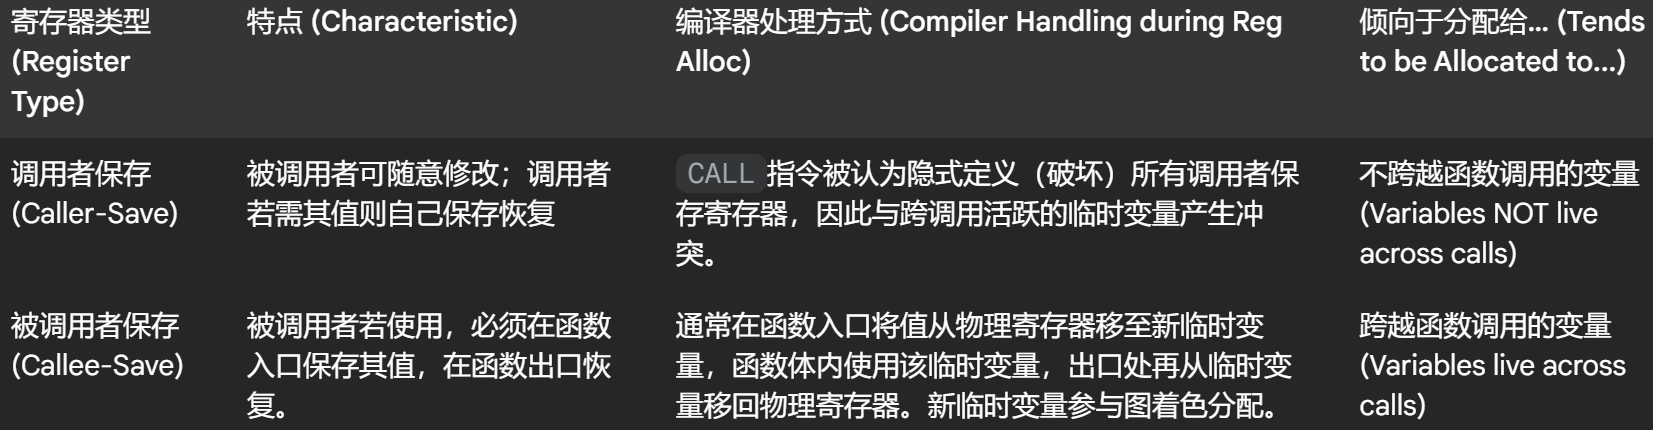 寄存器类型
(Register
Type)
特点 (Characteristic)
编译器处理方式 (Compiler Handling during Reg
Alloc)
倾向于分配给... (Tends
to be Allocated to...)
调用者保存
(Caller-Save)
被调用者可随意修改；调用者
若需其值则自己保存恢复
CALL 指令被认为隐式定义（破坏）所有调用者保
存寄存器，因此与跨调用活跃的临时变量产生冲
突。
不跨越函数调用的变量
(Variables NOT live
across calls)
被调用者保存
(Callee-Save)
被调用者若使用，必须在函数
入口保存其值，在函数出口恢
复。
通常在函数入口将值从物理寄存器移至新临时变
量，函数体内使用该临时变量，出口处再从临时变
量移回物理寄存器。新临时变量参与图着色分配。
跨越函数调用的变量
(Variables live across
calls)